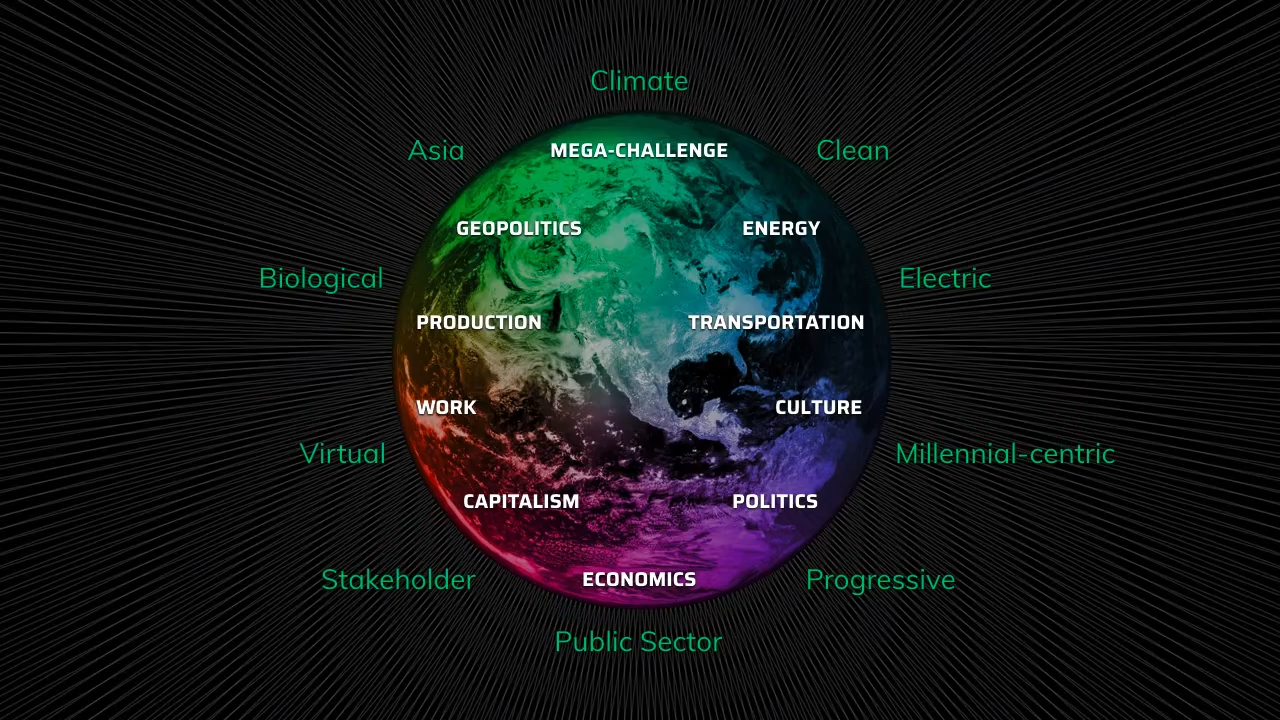 Climate
Asia
MEGA-CHALLENGE
Clean
GEOPOLITICS
ENERGY
Biological
Electric
PRODUCTION
TRANSPORTATION
WORK
CULTURE
Virtual
Millennial-centric
CAPITALISM
POLITICS
Stakeholder
ECONOMICS
Progressive
Public Sector